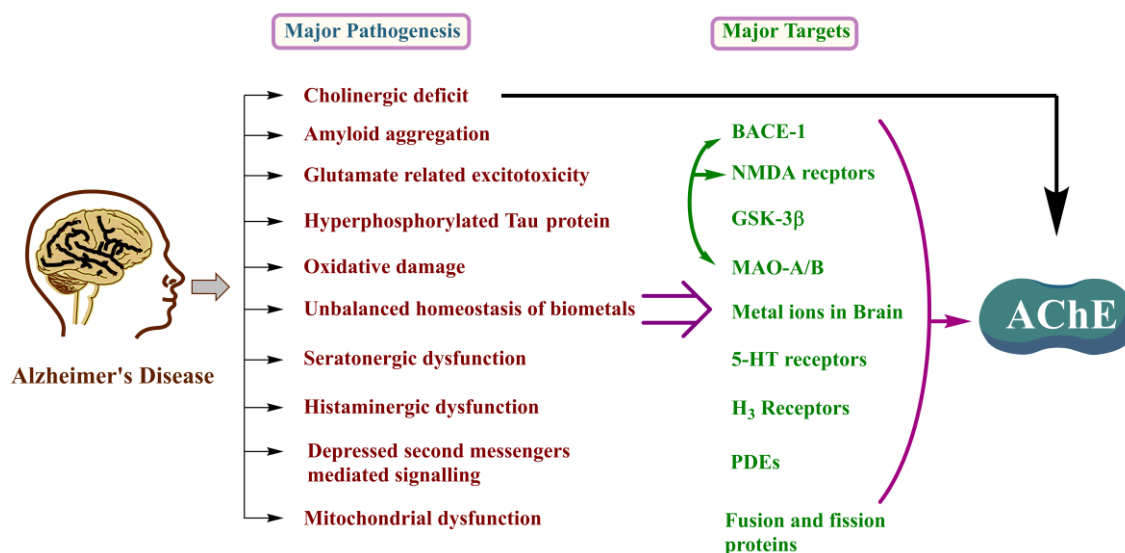 Major Pathogenesis
Major Targets
Cholinergic deficit
Amyloid aggregation
BACE-1
Glutamate related excitotoxicity
NMDA recptors
Hyperphosphorylated Tau protein
GSK-3β
Oxidative damage
MAO-A/B
Unbalanced homeostasis of biometals
Metal ions in Brain
AChE
Seratonergic dysfunction
5-HT receptors
Alzheimer's Disease
Histaminergic dysfunction
H₃ Receptors
Depressed second messengers
mediated signalling
PDEs
Mitochondrial dysfunction
Fusion and fission
proteins